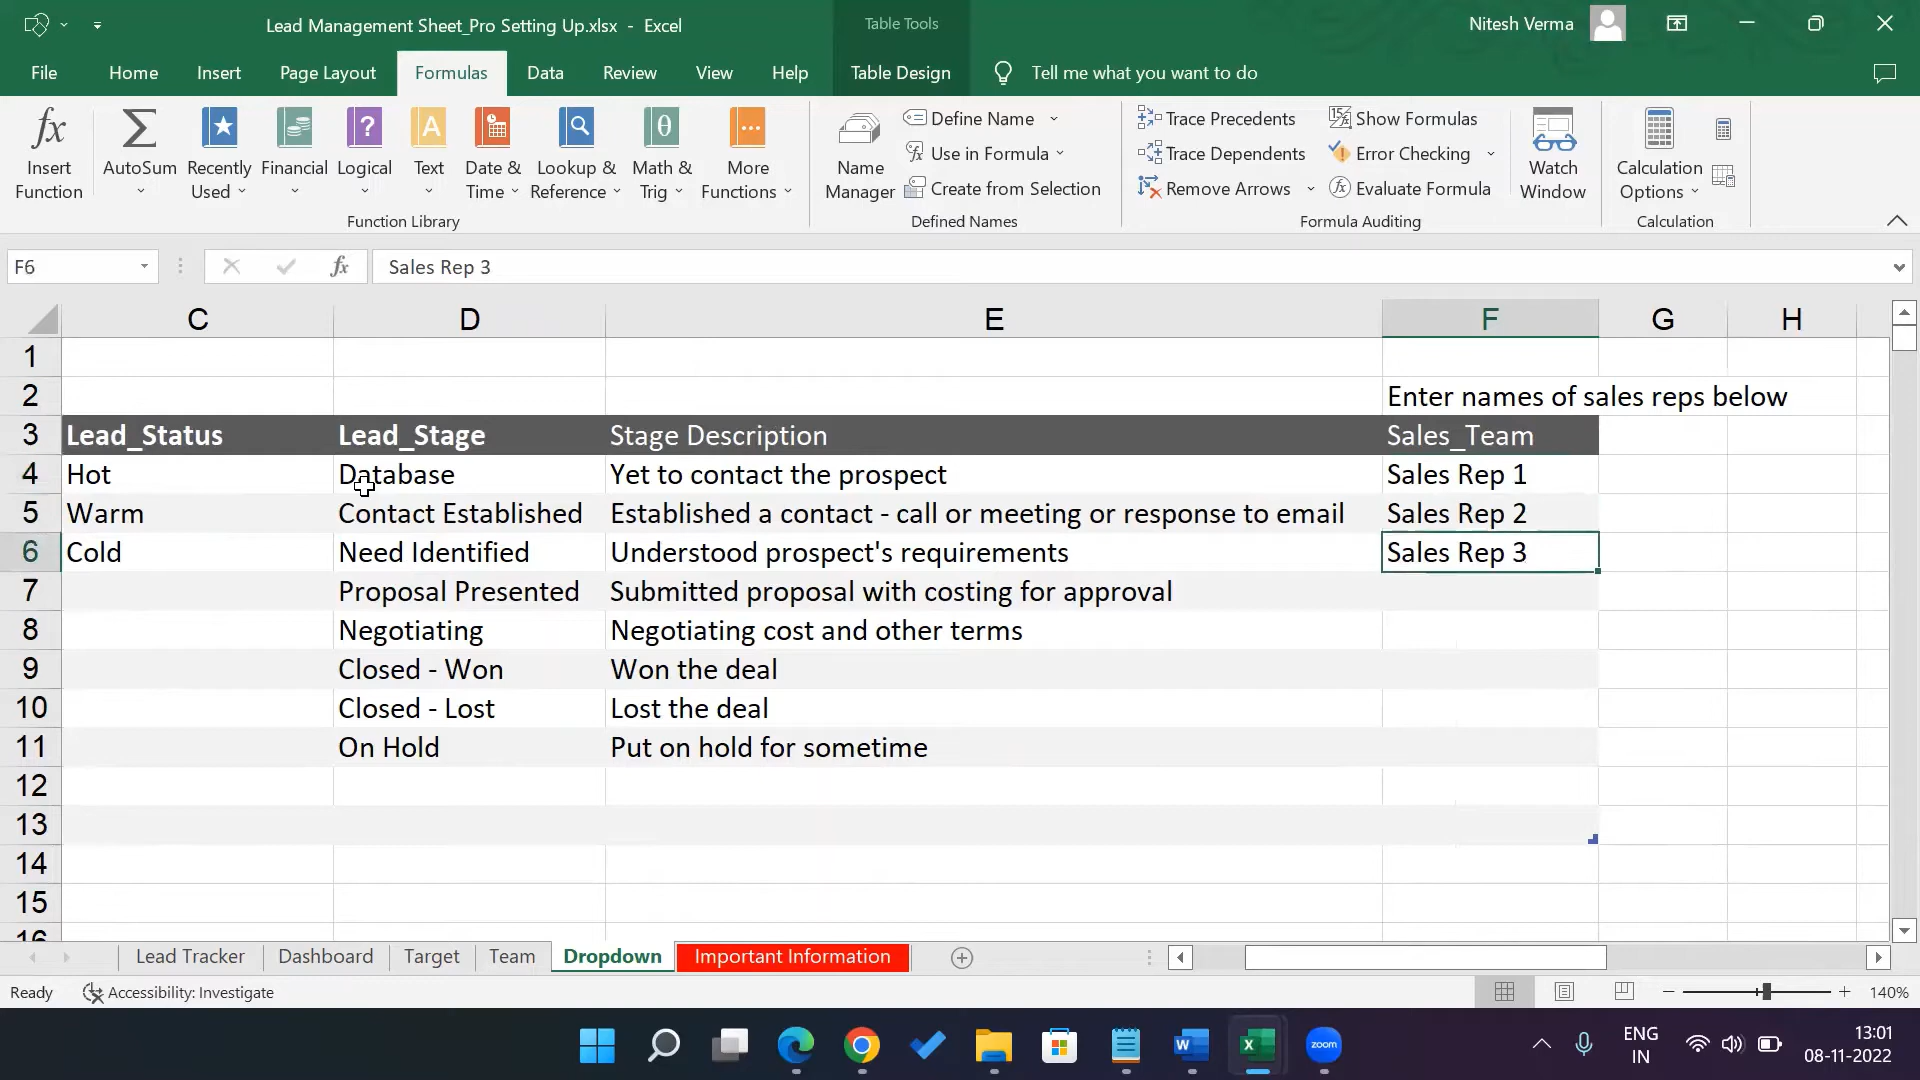 Lead Management Sheet_Pro Setting Up.xlsx - Excel
Table Tools
Nitesh Verma
File Home Insert Page Layout Formulas Data Review View Help Table Design Tell me what you want to do
Insert Function
AutoSum
Recently Used
Financial
Logical
Text
Date & Time
Lookup & Reference
Math & Trig
More Functions
Function Library
Name Manager
Define Name
Use in Formula
Create from Selection
Defined Names
Trace Precedents
Trace Dependents
Remove Arrows
Show Formulas
Error Checking
Evaluate Formula
Formula Auditing
Watch Window
Calculation Options
Calculation
F6 fx Sales Rep 3
C D E F G H
1
2 Enter names of sales reps below
3 Lead_Status Lead_Stage Stage Description Sales_Team
4 Hot Database Yet to contact the prospect Sales Rep 1
5 Warm Contact Established Established a contact - call or meeting or response to email Sales Rep 2
6 Cold Need Identified Understood prospect's requirements Sales Rep 3
7 Proposal Presented Submitted proposal with costing for approval
8 Negotiating Negotiating cost and other terms
9 Closed - Won Won the deal
10 Closed - Lost Lost the deal
11 On Hold Put on hold for sometime
12
13
14
15
16
Lead Tracker Dashboard Target Team Dropdown Important Information
Ready Accessibility: Investigate 140%
zoom
ENG 13:01
IN 08-11-2022